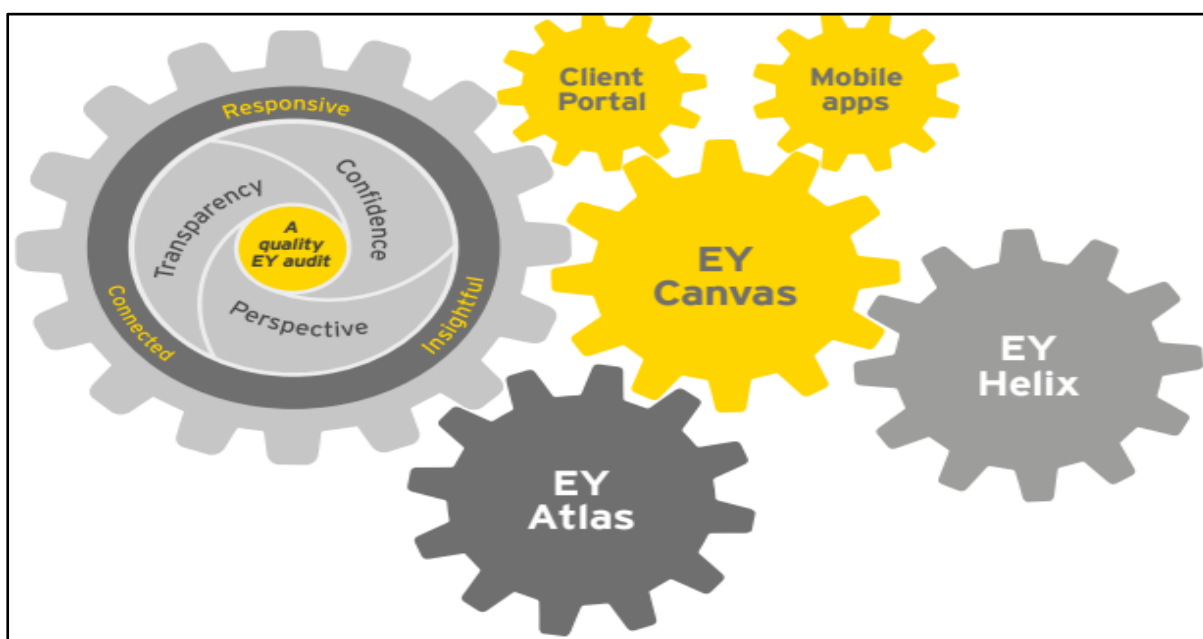 Client
Portal
Mobile
apps
Responsive
Transparency
Confidence
A
quality
EY audit
Perspective
Connected
Insightful
EY
Canvas
EY
Helix
EY
Atlas